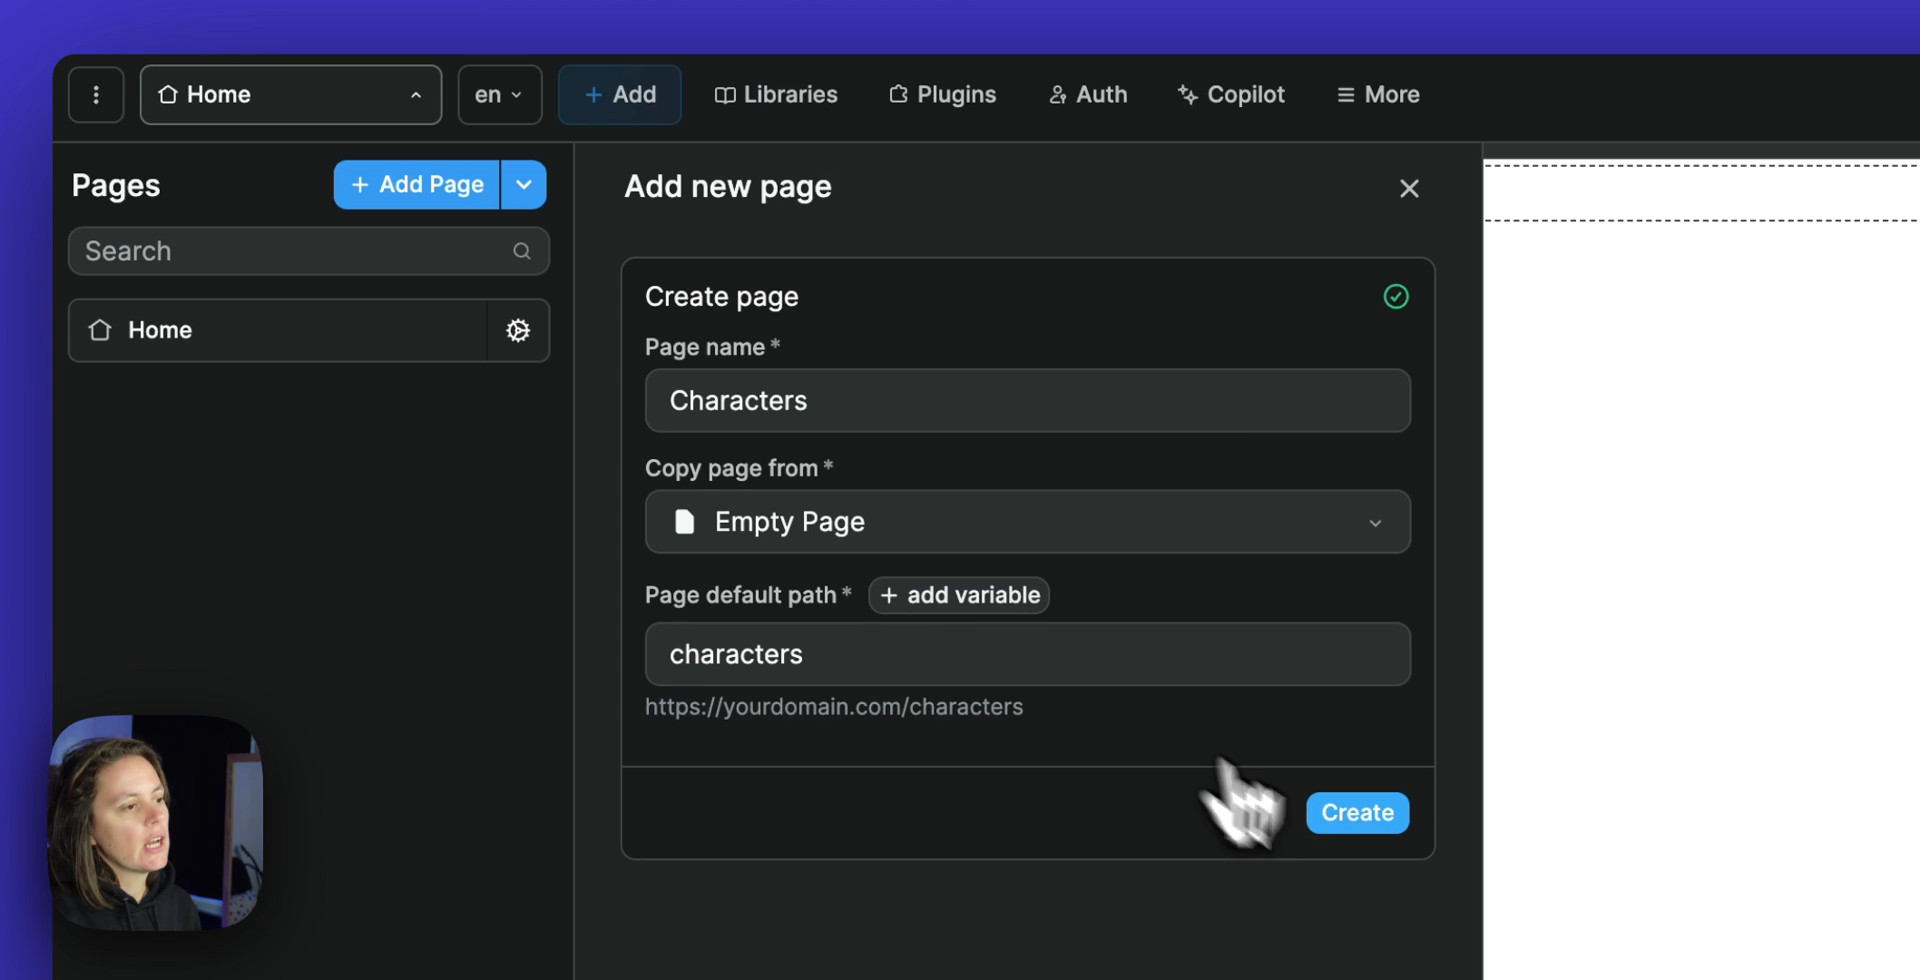 Home
en
+ Add
Libraries
Plugins
Auth
Copilot
More
Pages
+ Add Page
Search
Home
Add new page
Create page
Page name *
Characters
Copy page from *
Empty Page
Page default path * + add variable
characters
https://yourdomain.com/characters
Create